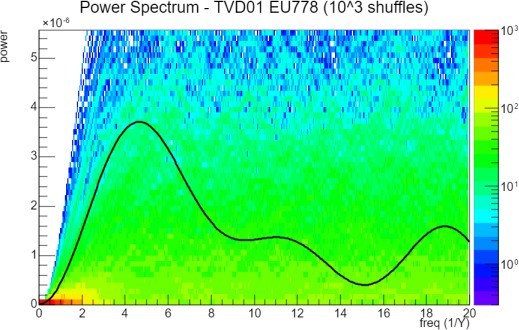 Power Spectrum - TVD01 EU778 (10^3 shuffles)
×10⁻⁶
power
5
4
3
2
1
0
0 2 4 6 8 10 12 14 16 18 20
freq (1/Y)
10³
10²
10¹
10⁰